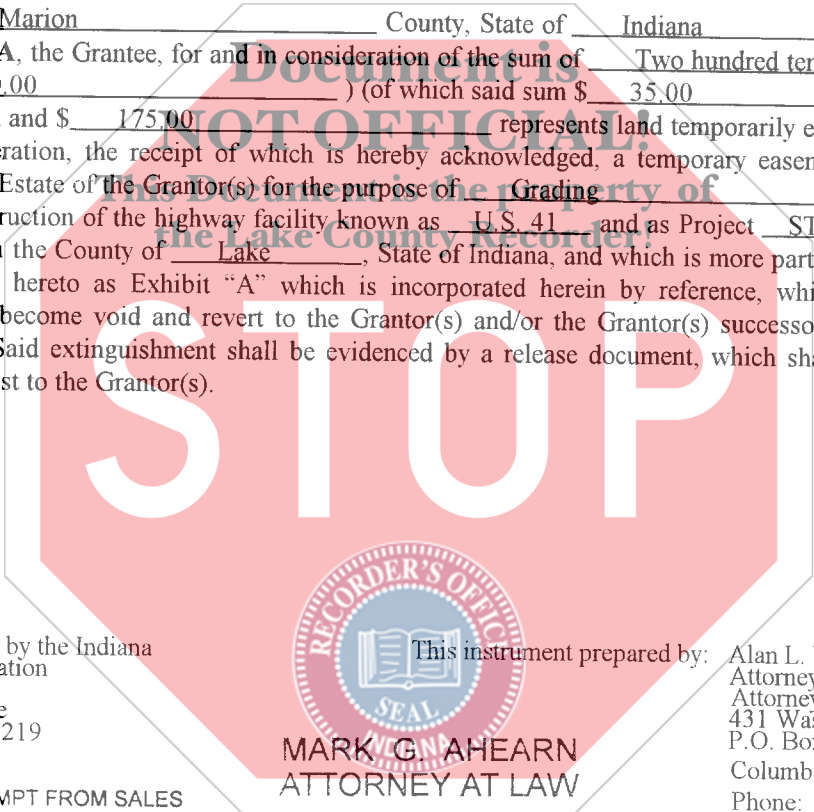 Marion County, State of Indiana
A, the Grantee, for and in consideration of the sum of Two hundred ten
.00 ) (of which said sum $ 35.00
and $ 175.00 represents land temporarily e
eration, the receipt of which is hereby acknowledged, a temporary easem
Estate of the Grantor(s) for the purpose of Grading
ruction of the highway facility known as U.S. 41 and as Project ST
the County of Lake, State of Indiana, and which is more part
hereto as Exhibit “A” which is incorporated herein by reference, whi
become void and revert to the Grantor(s) and/or the Grantor(s) successo
Said extinguishment shall be evidenced by a release document, which sha
st to the Grantor(s).
Document is
NOT OFFICIAL!
This Document is the property of
the Lake County Recorder!
STOP
RECORDER'S OFFICE
SEAL
INDIANA
by the Indiana
ation
e
219
MPT FROM SALES
This instrument prepared by:
MARK G. AHEARN
ATTORNEY AT LAW
Alan L.
Attorney
Attorney
431 Was
P.O. Box
Columb
Phone: